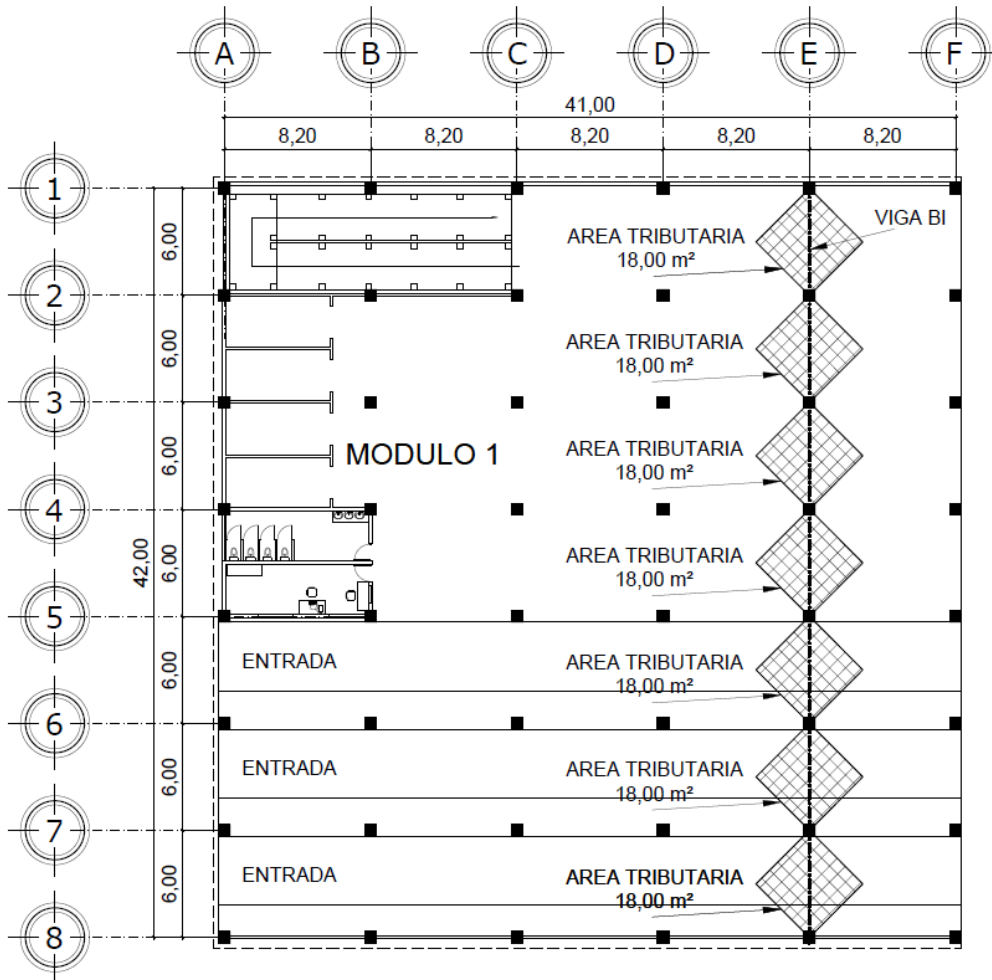 A B C D E F
41,00
8,20 8,20 8,20 8,20 8,20
1
6,00
AREA TRIBUTARIA
18,00 m²
VIGA BI
2
6,00
AREA TRIBUTARIA
18,00 m²
3
6,00
MODULO 1
AREA TRIBUTARIA
18,00 m²
4
42,00
6,00
AREA TRIBUTARIA
18,00 m²
5
6,00
ENTRADA
AREA TRIBUTARIA
18,00 m²
6
6,00
ENTRADA
AREA TRIBUTARIA
18,00 m²
7
6,00
ENTRADA
AREA TRIBUTARIA
18,00 m²
8